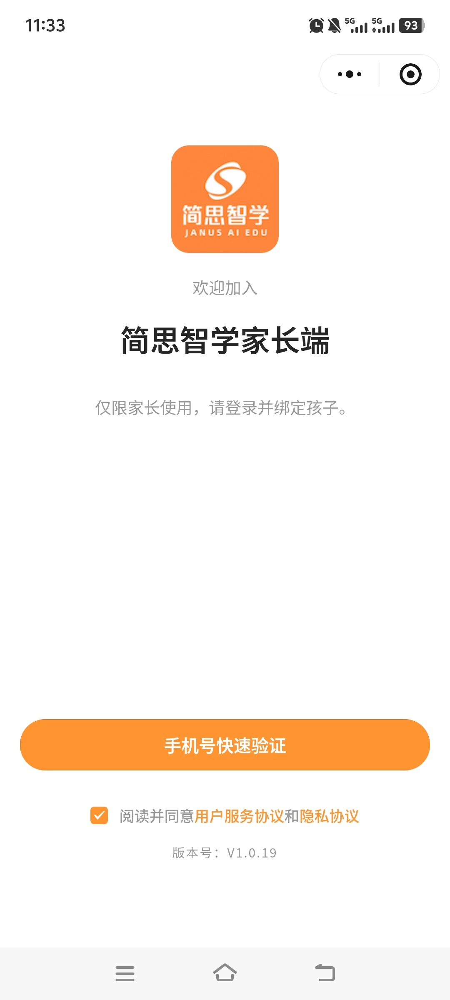 11:33
5G 5G 93
简思智学
JANUS AI EDU
欢迎加入
简思智学家长端
仅限家长使用，请登录并绑定孩子。
手机号快速验证
阅读并同意用户服务协议和隐私协议
版本号：V1.0.19